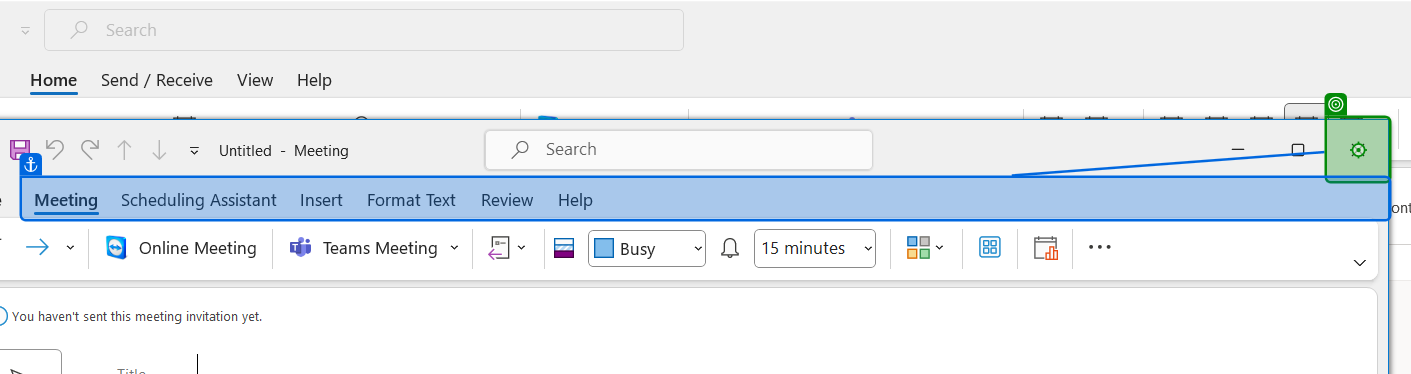 Search
Home Send / Receive View Help
Untitled - Meeting Search
Meeting Scheduling Assistant Insert Format Text Review Help
Online Meeting Teams Meeting Busy 15 minutes
You haven't sent this meeting invitation yet.
Title